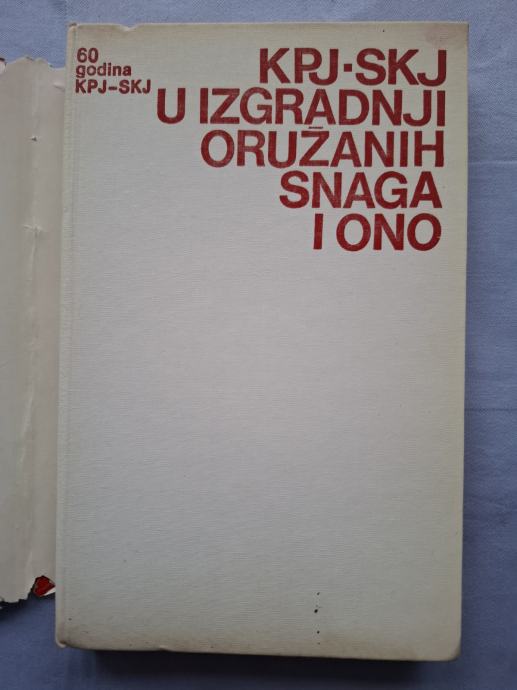 60
godina
KPJ-SKJ
KPJ-SKJ
U IZGRADNJI
ORUŽANIH
SNAGA
I ONO